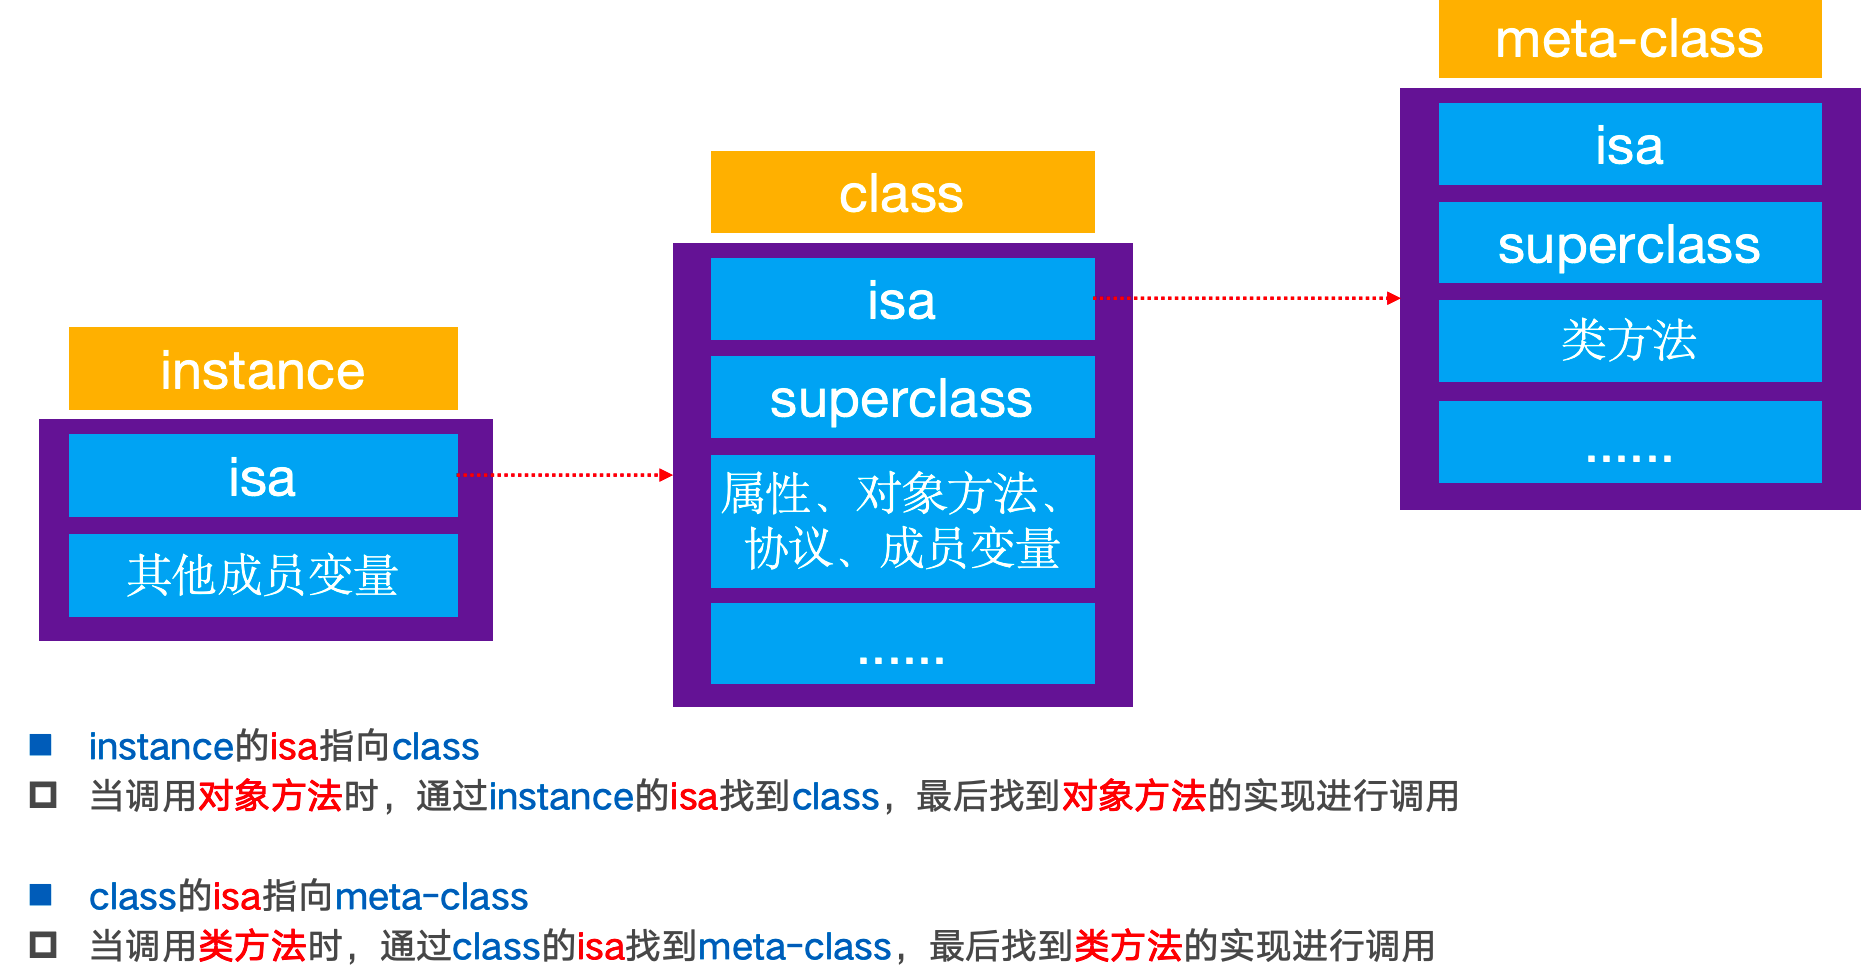 instance
isa
其他成员变量
class
isa
superclass
属性、对象方法、
协议、成员变量
......
meta-class
isa
superclass
类方法
......
instance的isa指向class
当调用对象方法时，通过instance的isa找到class，最后找到对象方法的实现进行调用
class的isa指向meta-class
当调用类方法时，通过class的isa找到meta-class，最后找到类方法的实现进行调用